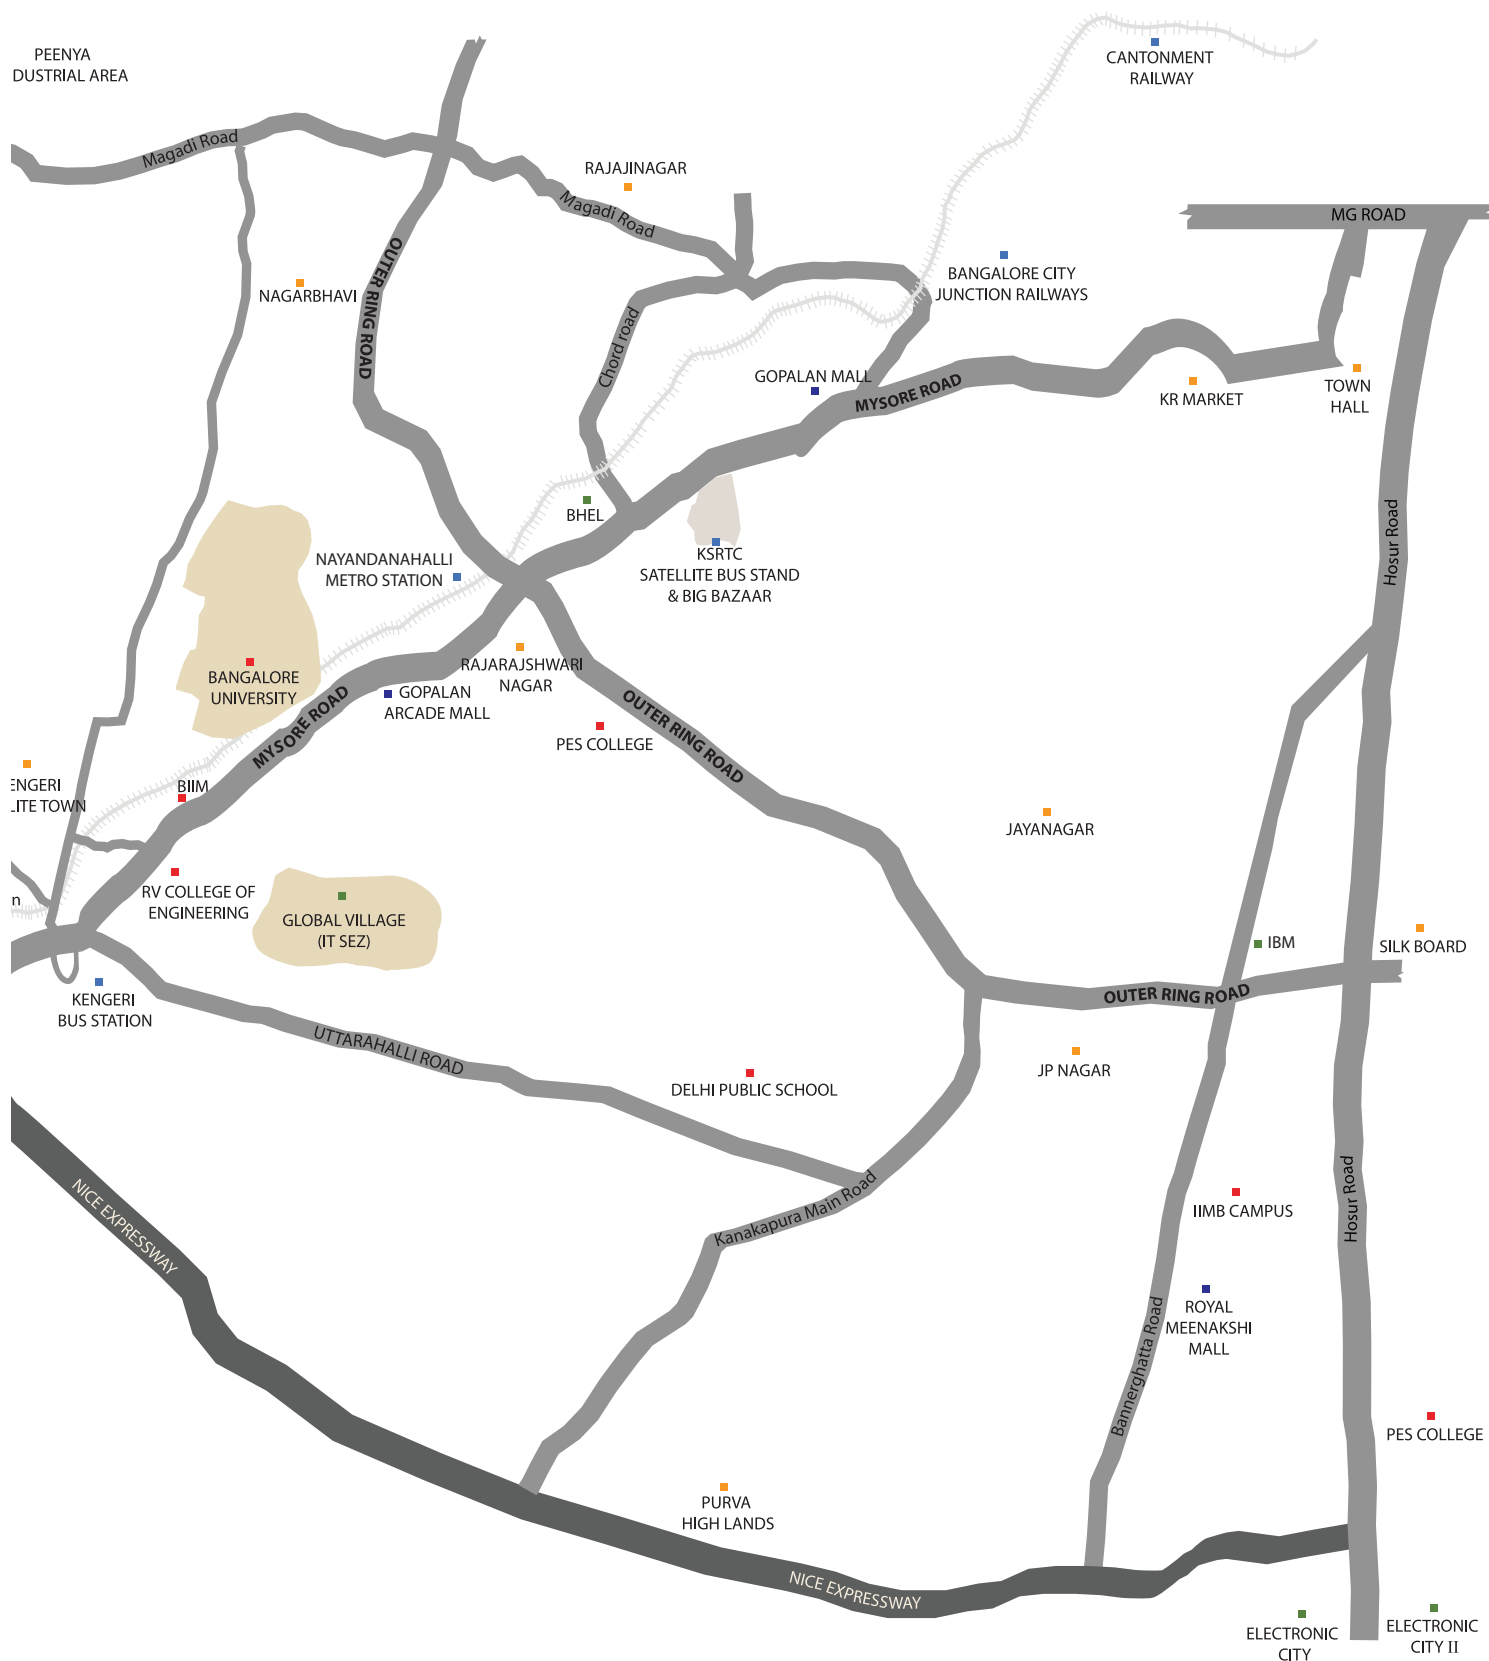 PEENYA
DUSTRIAL AREA
CANTONMENT
RAILWAY
Magadi Road
RAJAJINAGAR
Magadi Road
MG ROAD
OUTER RING ROAD
NAGARBHAVI
BANGALORE CITY
JUNCTION RAILWAYS
Chord road
GOPALAN MALL
MYSORE ROAD
KR MARKET
TOWN
HALL
BHEL
Hosur Road
NAYANDANAHALLI
METRO STATION
KSRTC
SATELLITE BUS STAND
& BIG BAZAAR
BANGALORE
UNIVERSITY
RAJARAJSHWARI
NAGAR
GOPALAN
ARCADE MALL
MYSORE ROAD
OUTER RING ROAD
PES COLLEGE
ENGERI
LITE TOWN
BIIM
JAYANAGAR
RV COLLEGE OF
ENGINEERING
n
GLOBAL VILLAGE
(IT SEZ)
IBM
SILK BOARD
KENGERI
BUS STATION
OUTER RING ROAD
UTTARAHALLI ROAD
DELHI PUBLIC SCHOOL
JP NAGAR
Kanakapura Main Road
NICE EXPRESSWAY
IIMB CAMPUS
Hosur Road
ROYAL
MEENAKSHI
MALL
Bannerghatta Road
PES COLLEGE
PURVA
HIGH LANDS
NICE EXPRESSWAY
ELECTRONIC
CITY
ELECTRONIC
CITY II